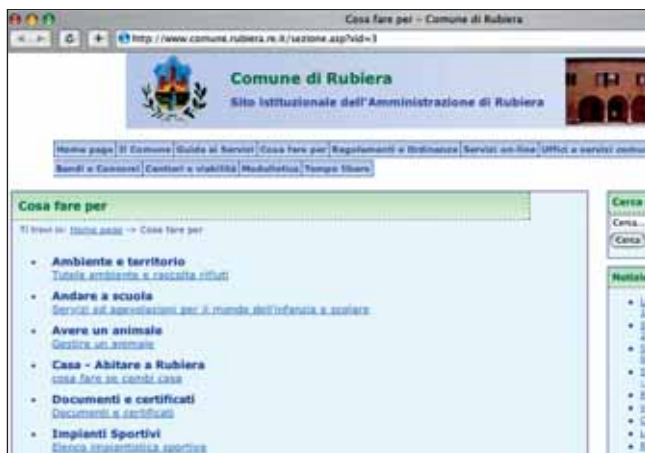 Cosa fare per – Comune di Rubiera
http://www.comune.rubiera.re.it/sezione.asp?id=3
Comune di Rubiera
Sito istituzionale dell'Amministrazione di Rubiera
Home page Il Comune Guida ai Servizi Cosa fare per Regolamenti e Ordinanze Servizi on-line Uffici e servizi comu
Bandi e Concorsi Cantieri e viabilità Modulistica Tempo libero
Cosa fare per
Ti trovi in: Home page -> Cosa fare per
Ambiente e territorio
Tutela ambiente e raccolta rifiuti
Andare a scuola
Servizi ed agevolazioni per il mondo dell'infanzia e scolare
Avere un animale
Gestire un animale
Casa - Abitare a Rubiera
cosa fare se cambi casa
Documenti e certificati
Documenti e certificati
Impianti Sportivi
Elenco impiantistica sportiva
Cerca
Cerca...
Cerca
Notizie